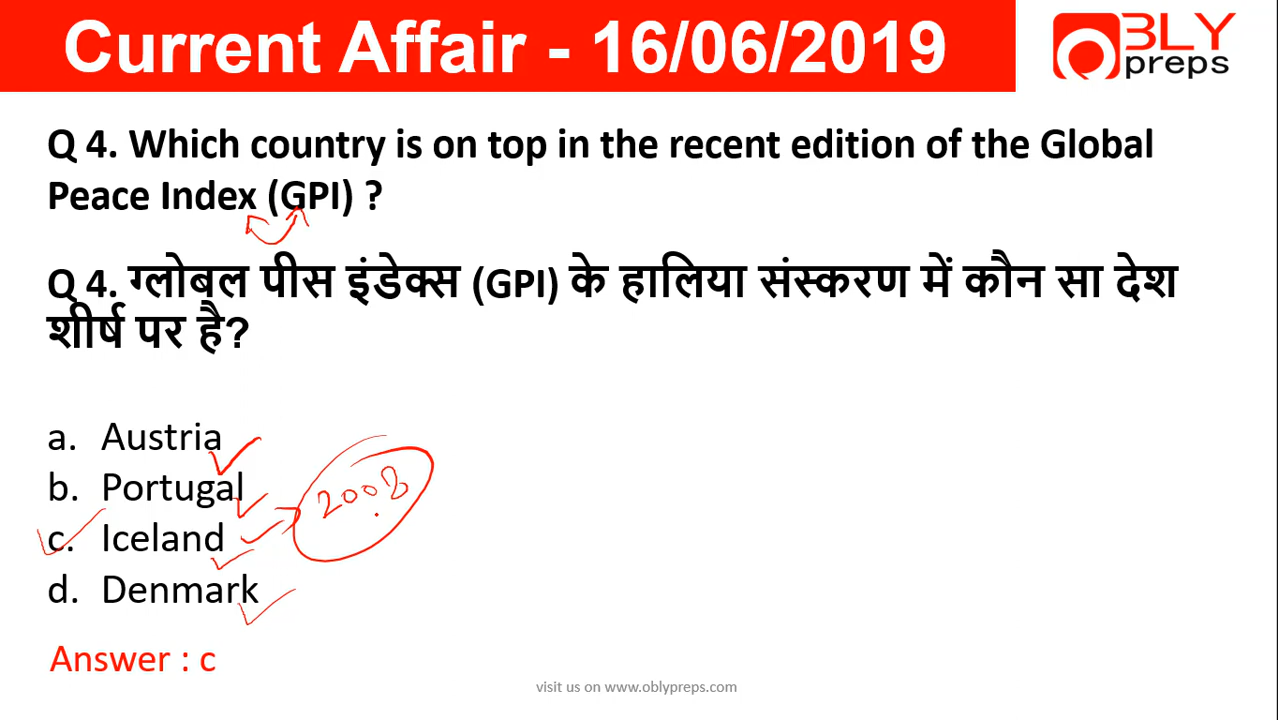 Current Affair - 16/06/2019
OBLY
preps
Q 4. Which country is on top in the recent edition of the Global
Peace Index (GPI) ?
Q 4. ग्लोबल पीस इंडेक्स (GPI) के हालिया संस्करण में कौन सा देश
शीर्ष पर है?
a. Austria
b. Portugal
2008
c. Iceland
d. Denmark
Answer : c
visit us on www.oblypreps.com